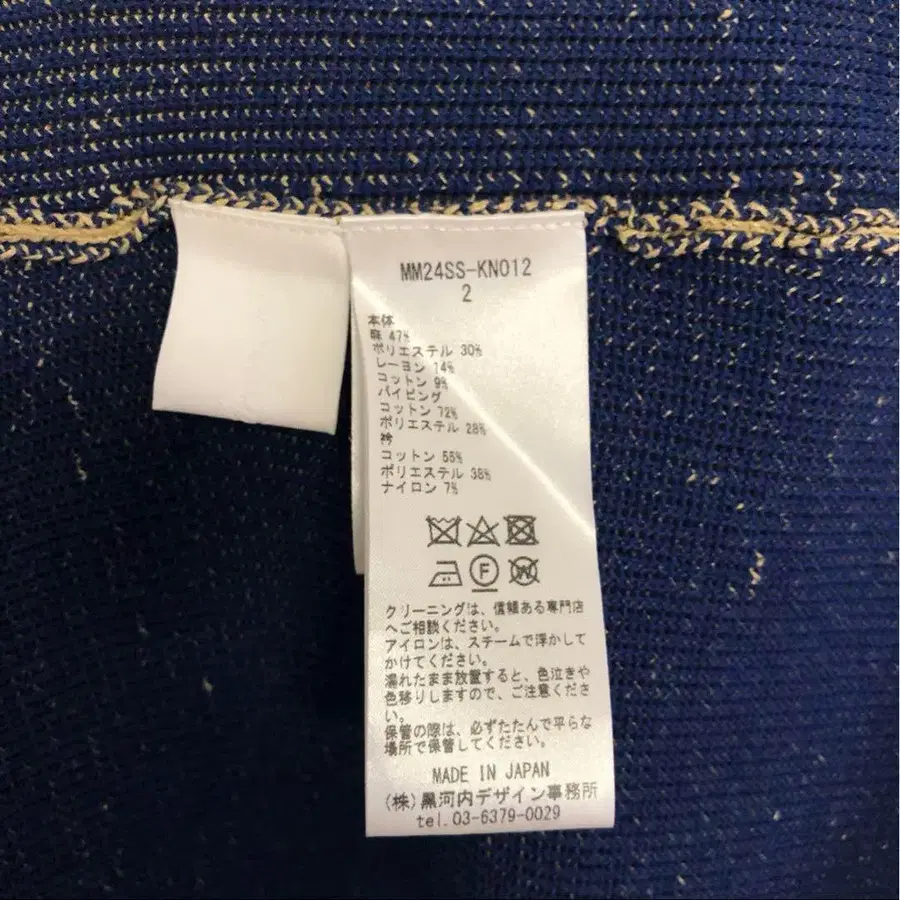 MM24SS-KN012
2
本体
麻 47%
ポリエステル 30%
レーヨン 14%
コットン 9%
パイピング
コットン 72%
ポリエステル 28%
衿
コットン 55%
ポリエステル 38%
ナイロン 7%
F
W
クリーニングは、信頼ある専門店
へご相談ください。
アイロンは、スチームで浮かして
かけてください。
濡れたまま放置すると、色泣きや
色移りしますので、ご注意くださ
い。
保管の際は、必ずたたんで平らな
場所で保管してください。
MADE IN JAPAN
(株)黒河内デザイン事務所
tel.03-6379-0029